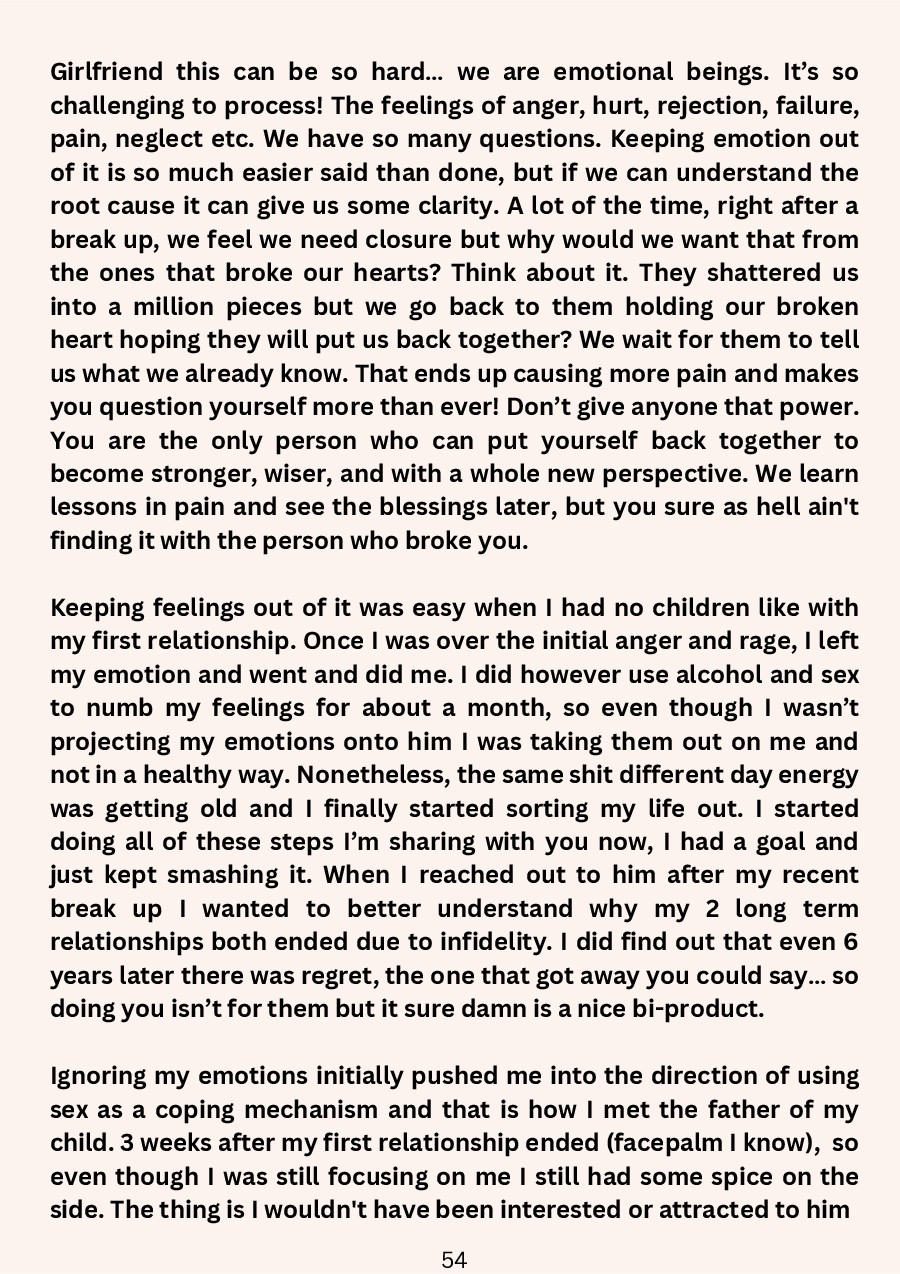 Girlfriend this can be so hard... we are emotional beings. It’s so
challenging to process! The feelings of anger, hurt, rejection, failure,
pain, neglect etc. We have so many questions. Keeping emotion out
of it is so much easier said than done, but if we can understand the
root cause it can give us some clarity. A lot of the time, right after a
break up, we feel we need closure but why would we want that from
the ones that broke our hearts? Think about it. They shattered us
into a million pieces but we go back to them holding our broken
heart hoping they will put us back together? We wait for them to tell
us what we already know. That ends up causing more pain and makes
you question yourself more than ever! Don’t give anyone that power.
You are the only person who can put yourself back together to
become stronger, wiser, and with a whole new perspective. We learn
lessons in pain and see the blessings later, but you sure as hell ain't
finding it with the person who broke you.

Keeping feelings out of it was easy when I had no children like with
my first relationship. Once I was over the initial anger and rage, I left
my emotion and went and did me. I did however use alcohol and sex
to numb my feelings for about a month, so even though I wasn’t
projecting my emotions onto him I was taking them out on me and
not in a healthy way. Nonetheless, the same shit different day energy
was getting old and I finally started sorting my life out. I started
doing all of these steps I’m sharing with you now, I had a goal and
just kept smashing it. When I reached out to him after my recent
break up I wanted to better understand why my 2 long term
relationships both ended due to infidelity. I did find out that even 6
years later there was regret, the one that got away you could say... so
doing you isn’t for them but it sure damn is a nice bi-product.

Ignoring my emotions initially pushed me into the direction of using
sex as a coping mechanism and that is how I met the father of my
child. 3 weeks after my first relationship ended (facepalm I know), so
even though I was still focusing on me I still had some spice on the
side. The thing is I wouldn't have been interested or attracted to him
54